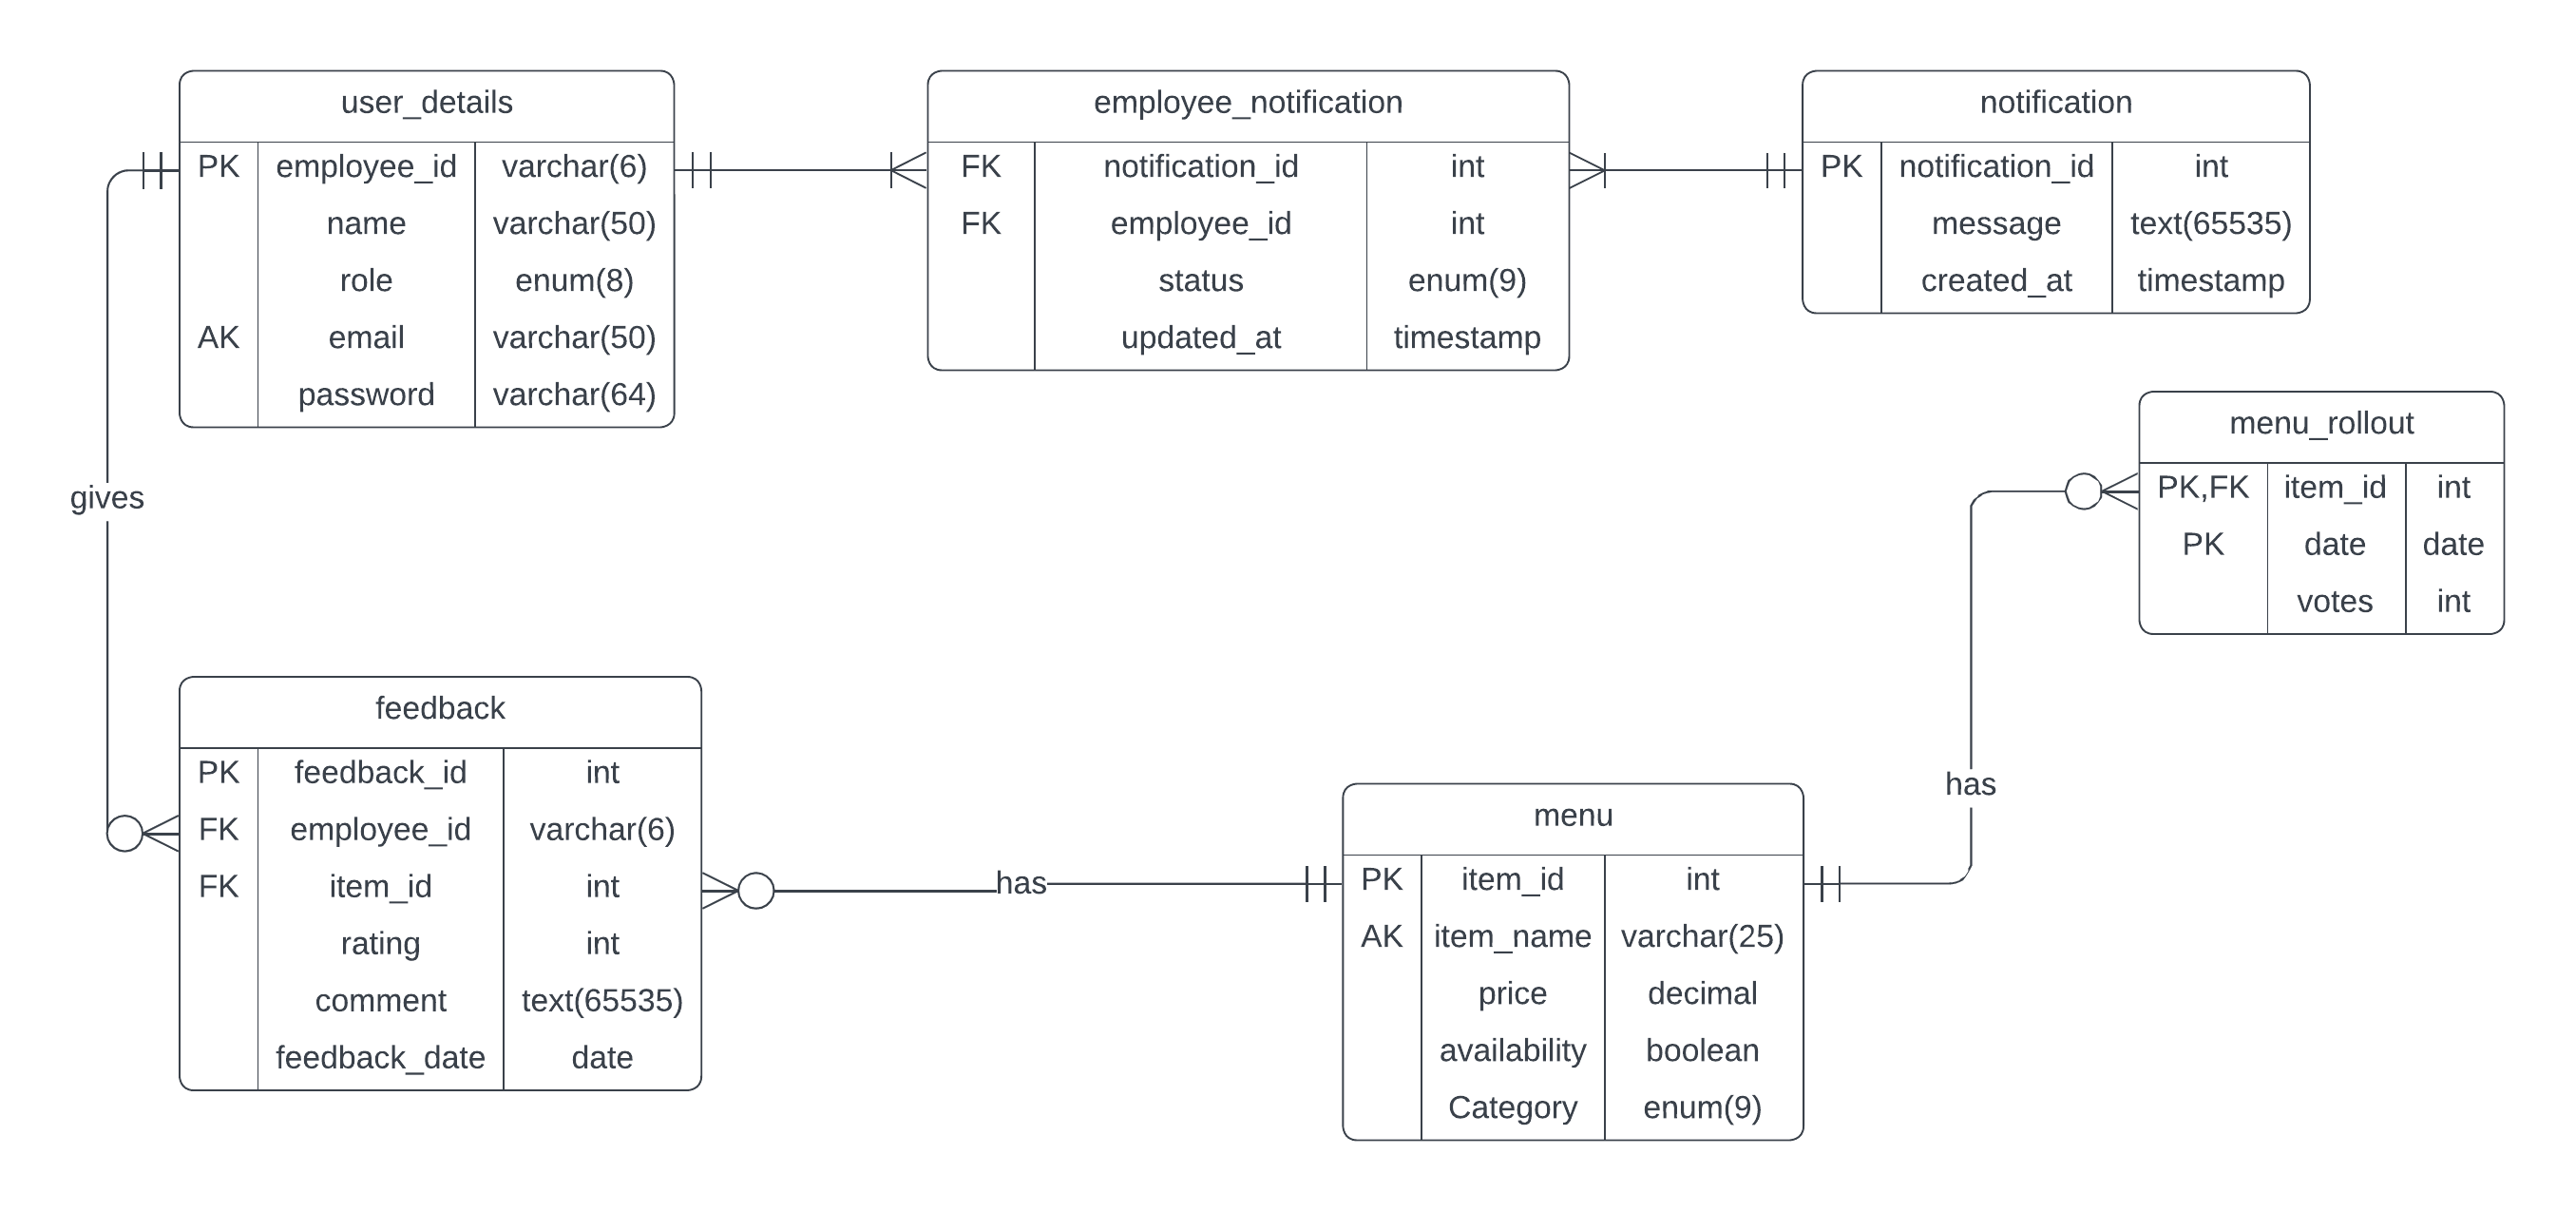 user_details
PK employee_id varchar(6)
name varchar(50)
role enum(8)
AK email varchar(50)
password varchar(64)
employee_notification
FK notification_id int
FK employee_id int
status enum(9)
updated_at timestamp
notification
PK notification_id int
message text(65535)
created_at timestamp
menu_rollout
PK,FK item_id int
PK date date
votes int
gives
feedback
PK feedback_id int
FK employee_id varchar(6)
FK item_id int
rating int
comment text(65535)
feedback_date date
has
menu
PK item_id int
AK item_name varchar(25)
price decimal
availability boolean
Category enum(9)
has